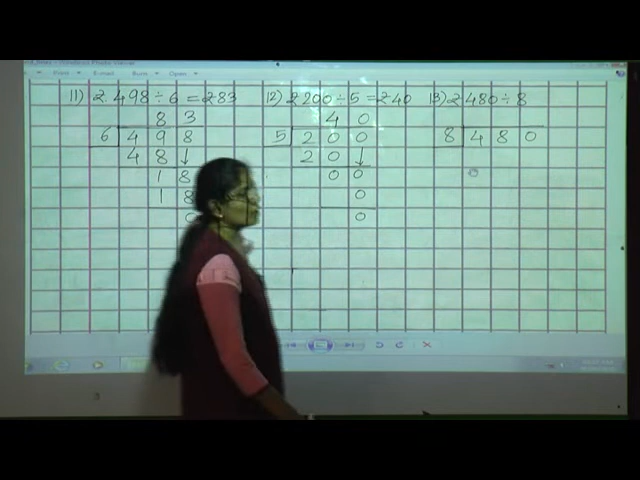 11) 2.498÷6=283 12) 2200÷5=240 13) 2480÷8
8 3
4 0
6 4 9 8
5 2 0 0
8 4 8 0
4 8 ↓
2 0 ↓
1 8
0 0
1 8
0
0
0